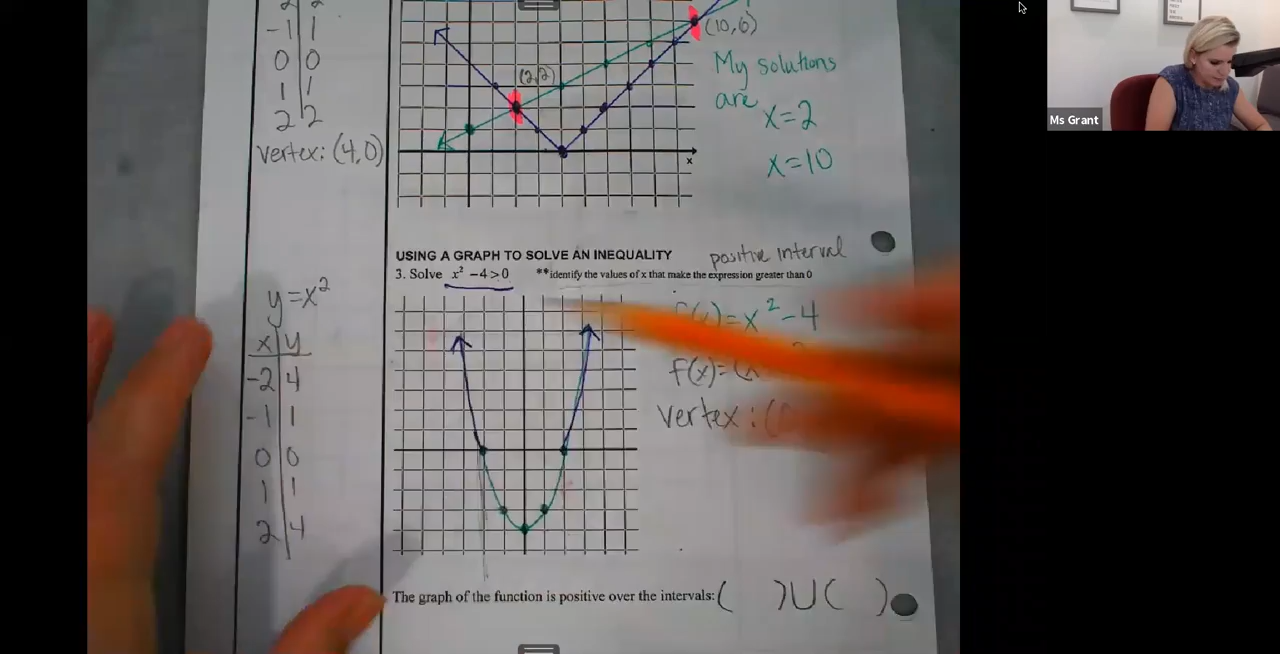 -1 1
0 0
1 1
2 2
vertex: (4,0)
(2,2)
(10,6)
My solutions
are
x=2
x=10
x
Ms Grant
USING A GRAPH TO SOLVE AN INEQUALITY
positive interval
3. Solve x² -4>0 **identify the values of x that make the expression greater than 0
y=x²
x y
-2 4
-1 1
0 0
1 1
2 4
=x²-4
f(x)=(
vertex: (
The graph of the function is positive over the intervals: ( )U( )